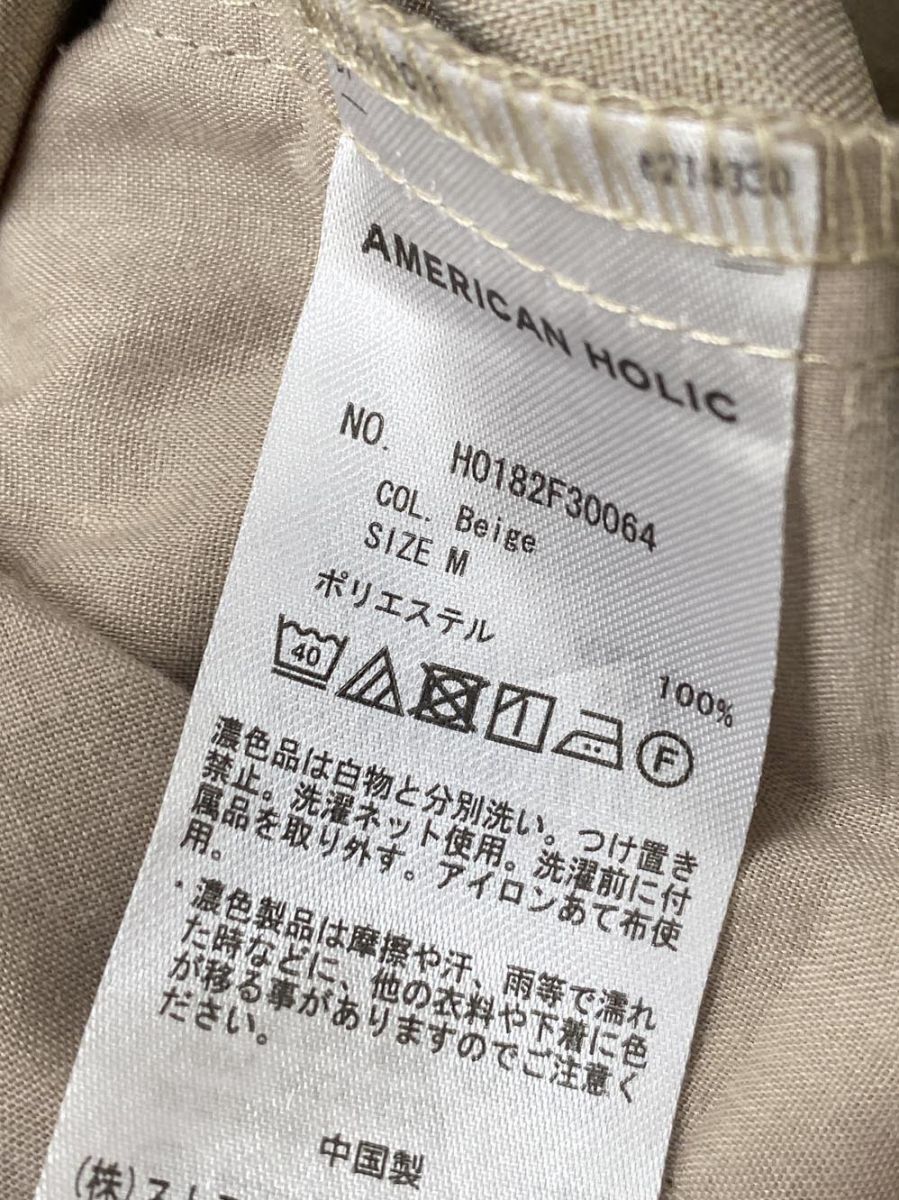 AMERICAN HOLIC
NO. H0182F30064
COL. Beige
SIZE M
ポリエステル 100%
40
F
濃色品は白物と分別洗い。つけ置き
禁止。洗濯ネット使用。洗濯前に付
属品を取り外す。アイロンあて布使
用。
・濃色製品は摩擦や汗、雨等で濡れ
た時などに、他の衣料や下着に色
が移る事がありますのでご注意く
ださい。
中国製
(株)スト